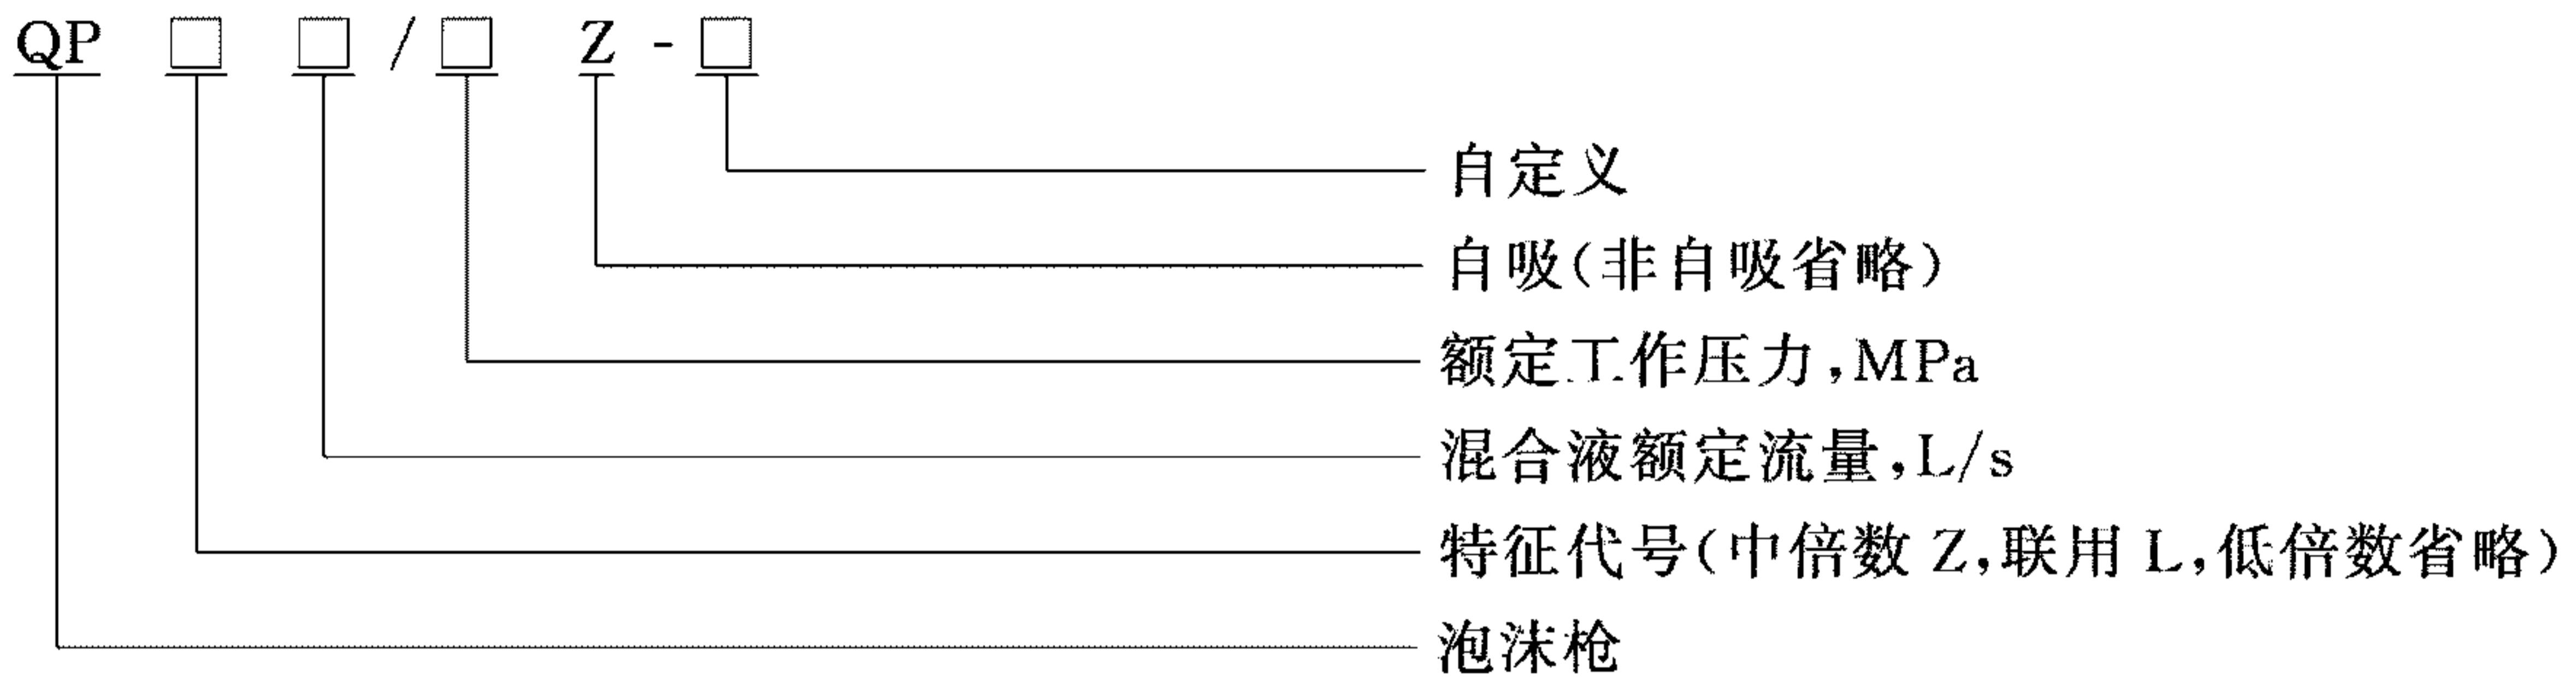 QP □ □ / □ Z - □
自定义
自吸(非自吸省略)
额定工作压力,MPa
混合液额定流量,L/s
特征代号(中倍数 Z,联用 L,低倍数省略)
泡沫枪